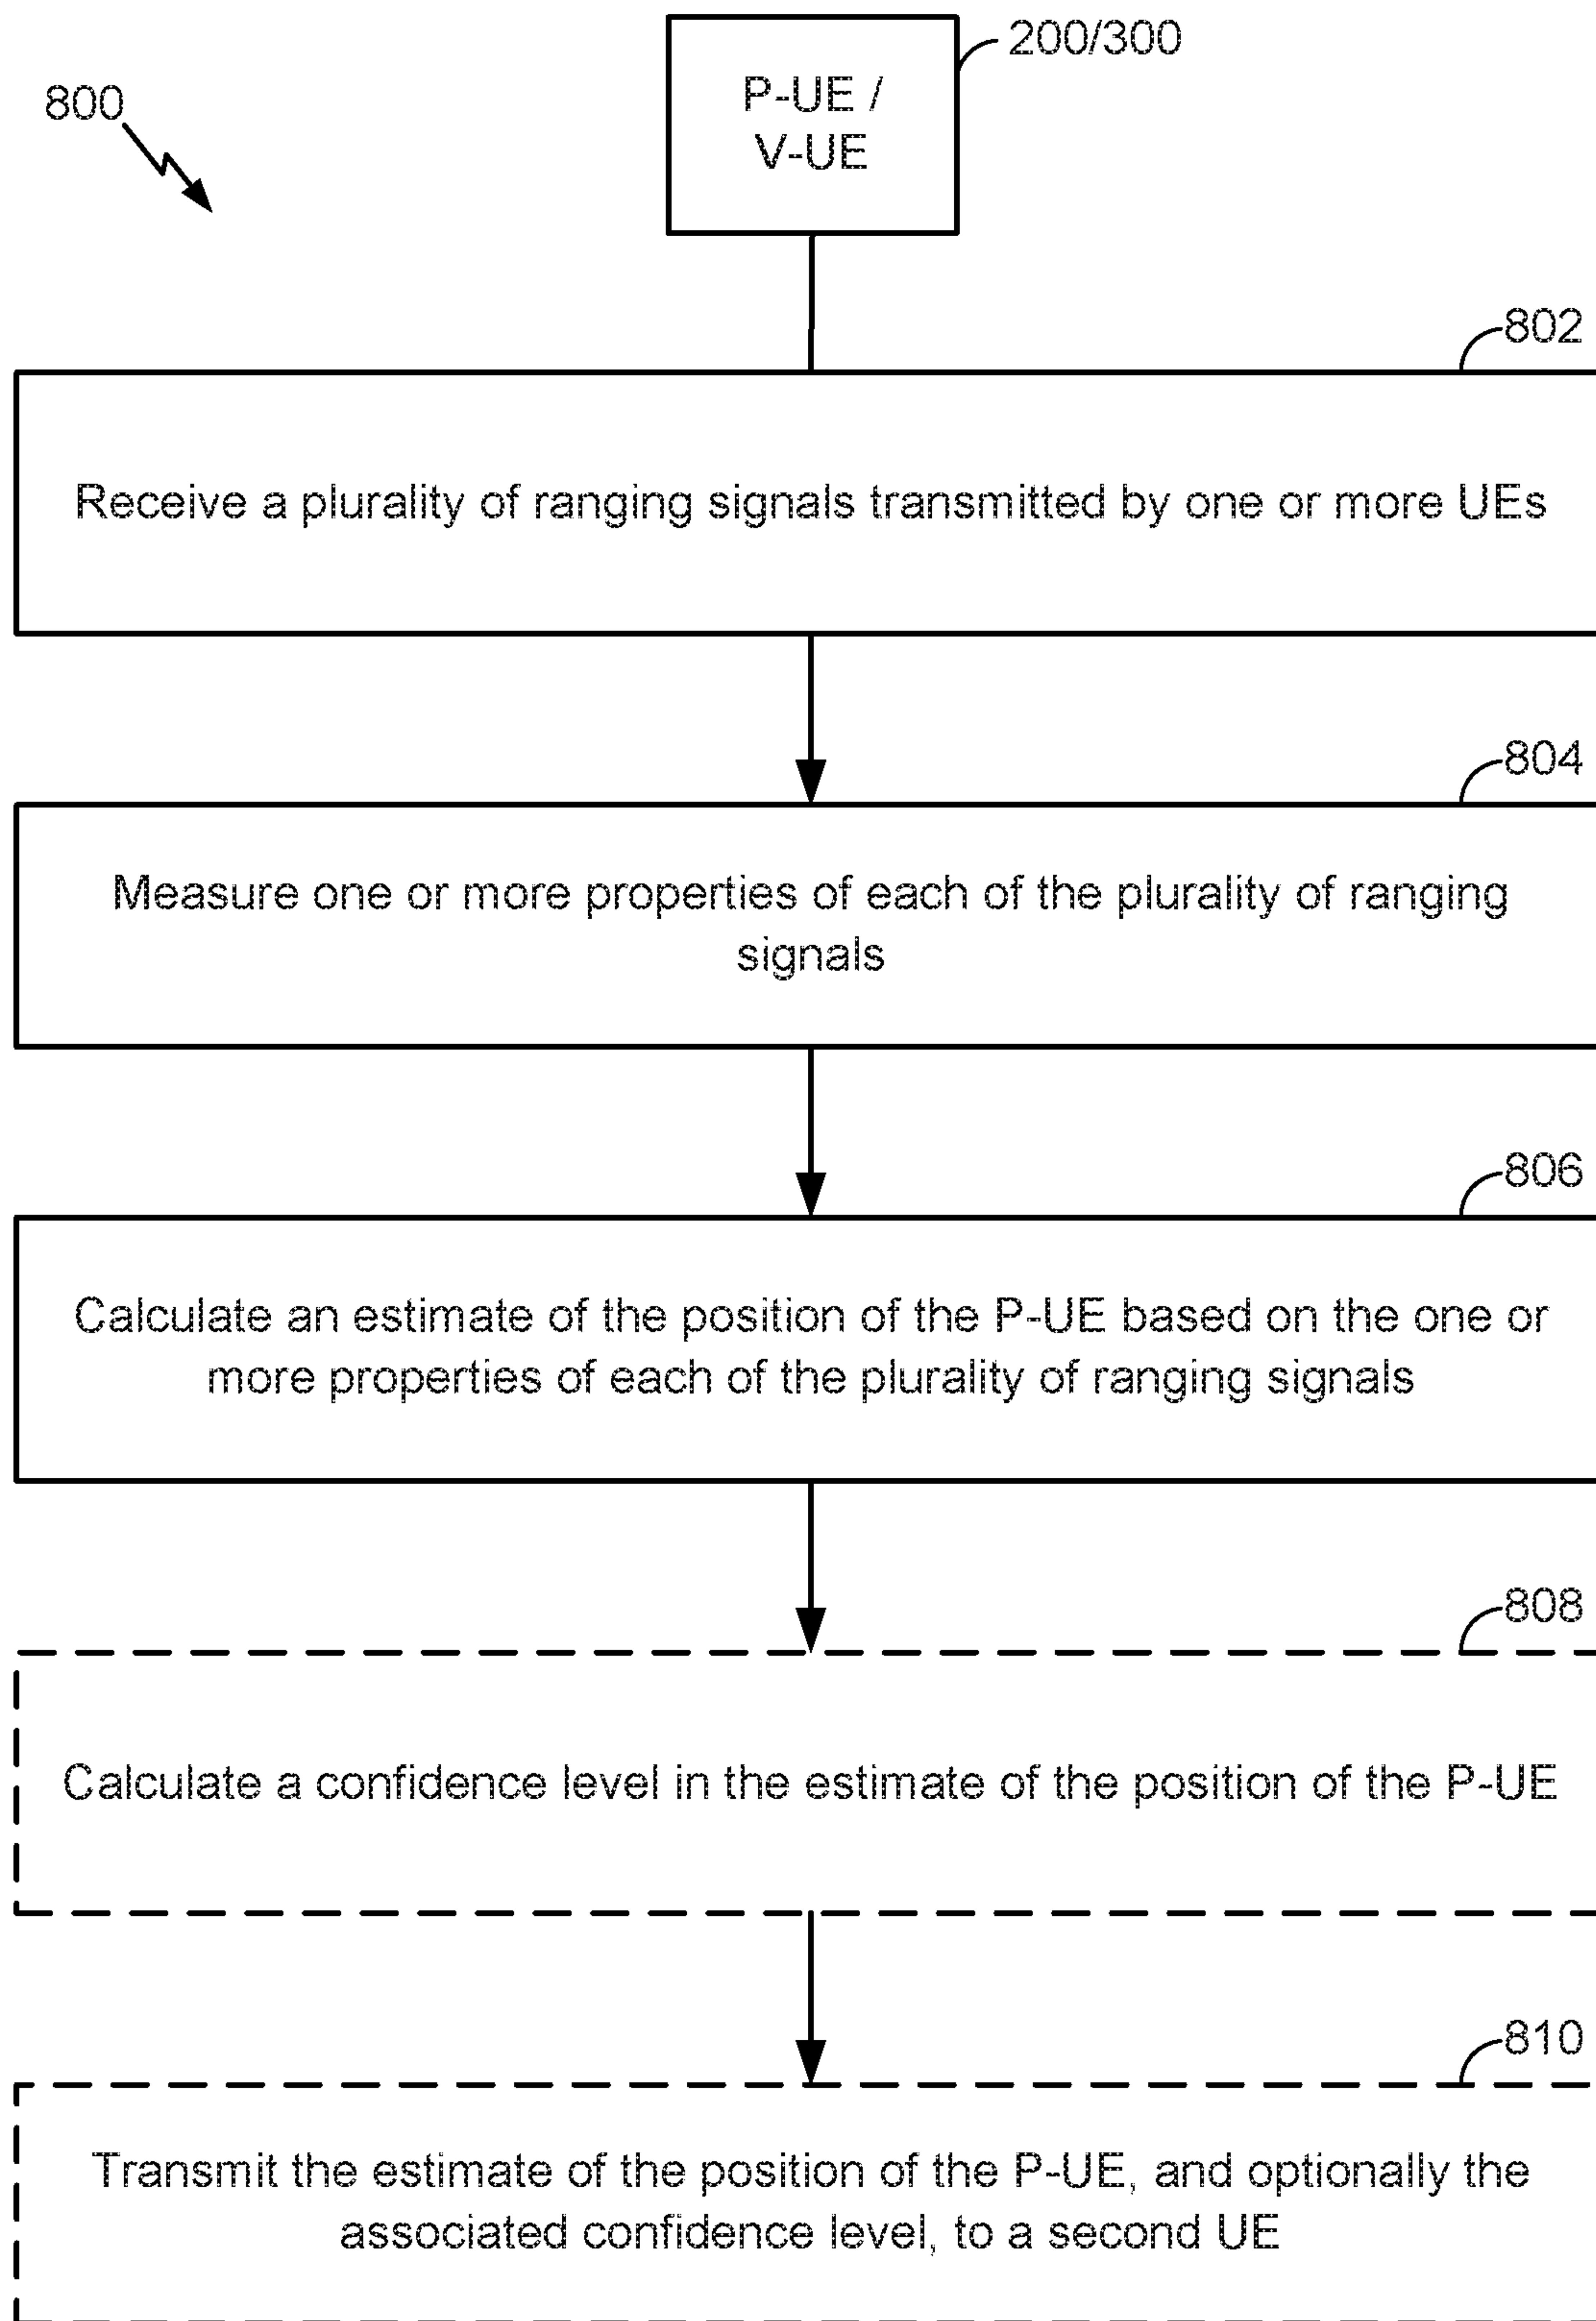 200/300
P-UE /
V-UE
800
802
Receive a plurality of ranging signals transmitted by one or more UEs
804
Measure one or more properties of each of the plurality of ranging
signals
806
Calculate an estimate of the position of the P-UE based on the one or
more properties of each of the plurality of ranging signals
808
Calculate a confidence level in the estimate of the position of the P-UE
810
Transmit the estimate of the position of the P-UE, and optionally the
associated confidence level, to a second UE